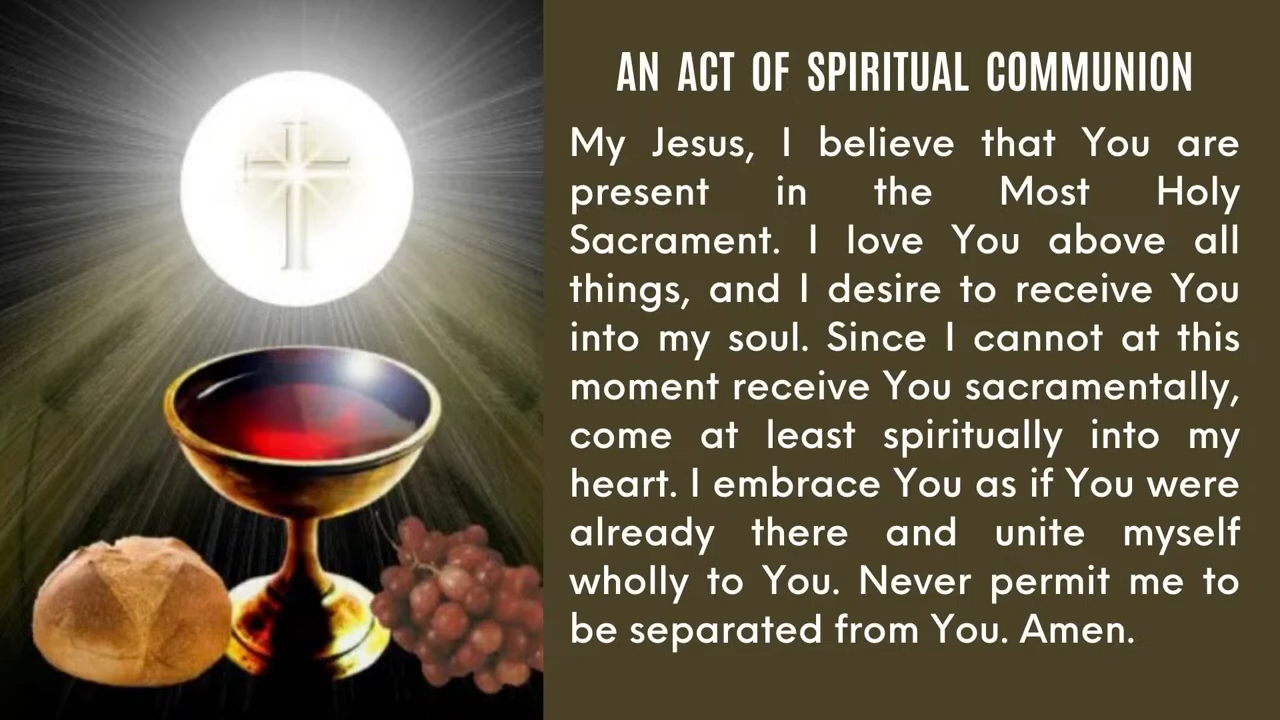 AN ACT OF SPIRITUAL COMMUNION
My Jesus, I believe that You are
present in the Most Holy
Sacrament. I love You above all
things, and I desire to receive You
into my soul. Since I cannot at this
moment receive You sacramentally,
come at least spiritually into my
heart. I embrace You as if You were
already there and unite myself
wholly to You. Never permit me to
be separated from You. Amen.